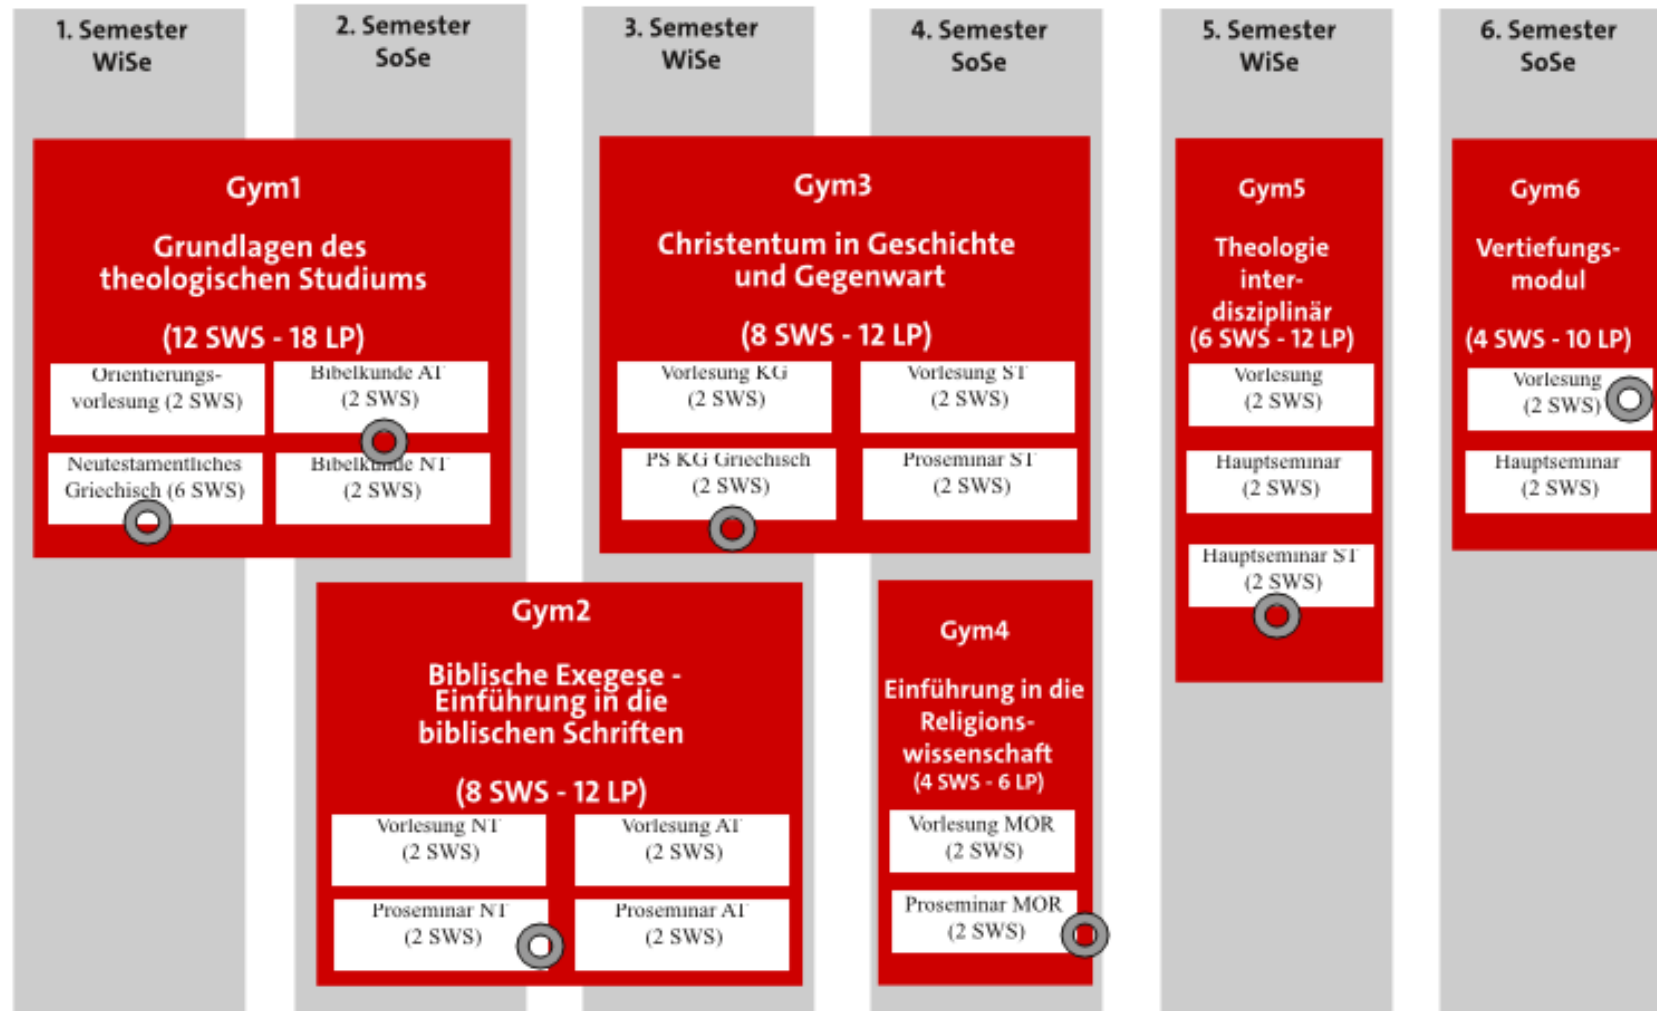 1. Semester
WiSe
2. Semester
SoSe
3. Semester
WiSe
4. Semester
SoSe
5. Semester
WiSe
6. Semester
SoSe
Gym1
Grundlagen des
theologischen Studiums
(12 SWS - 18 LP)
Orientierungs-
vorlesung (2 SWS)
Bibelkunde AT
(2 SWS)
Neutestamentliches
Griechisch (6 SWS)
Bibelkunde NT
(2 SWS)
Gym2
Biblische Exegese -
Einführung in die
biblischen Schriften
(8 SWS - 12 LP)
Vorlesung NT
(2 SWS)
Vorlesung AT
(2 SWS)
Proseminar NT
(2 SWS)
Proseminar AT
(2 SWS)
Gym3
Christentum in Geschichte
und Gegenwart
(8 SWS - 12 LP)
Vorlesung KG
(2 SWS)
Vorlesung ST
(2 SWS)
PS KG Griechisch
(2 SWS)
Proseminar ST
(2 SWS)
Gym4
Einführung in die
Religions-
wissenschaft
(4 SWS - 6 LP)
Vorlesung MOR
(2 SWS)
Proseminar MOR
(2 SWS)
Gym5
Theologie
inter-
disziplinär
(6 SWS - 12 LP)
Vorlesung
(2 SWS)
Hauptseminar
(2 SWS)
Hauptseminar ST
(2 SWS)
Gym6
Vertiefungs-
modul
(4 SWS - 10 LP)
Vorlesung
(2 SWS)
Hauptseminar
(2 SWS)